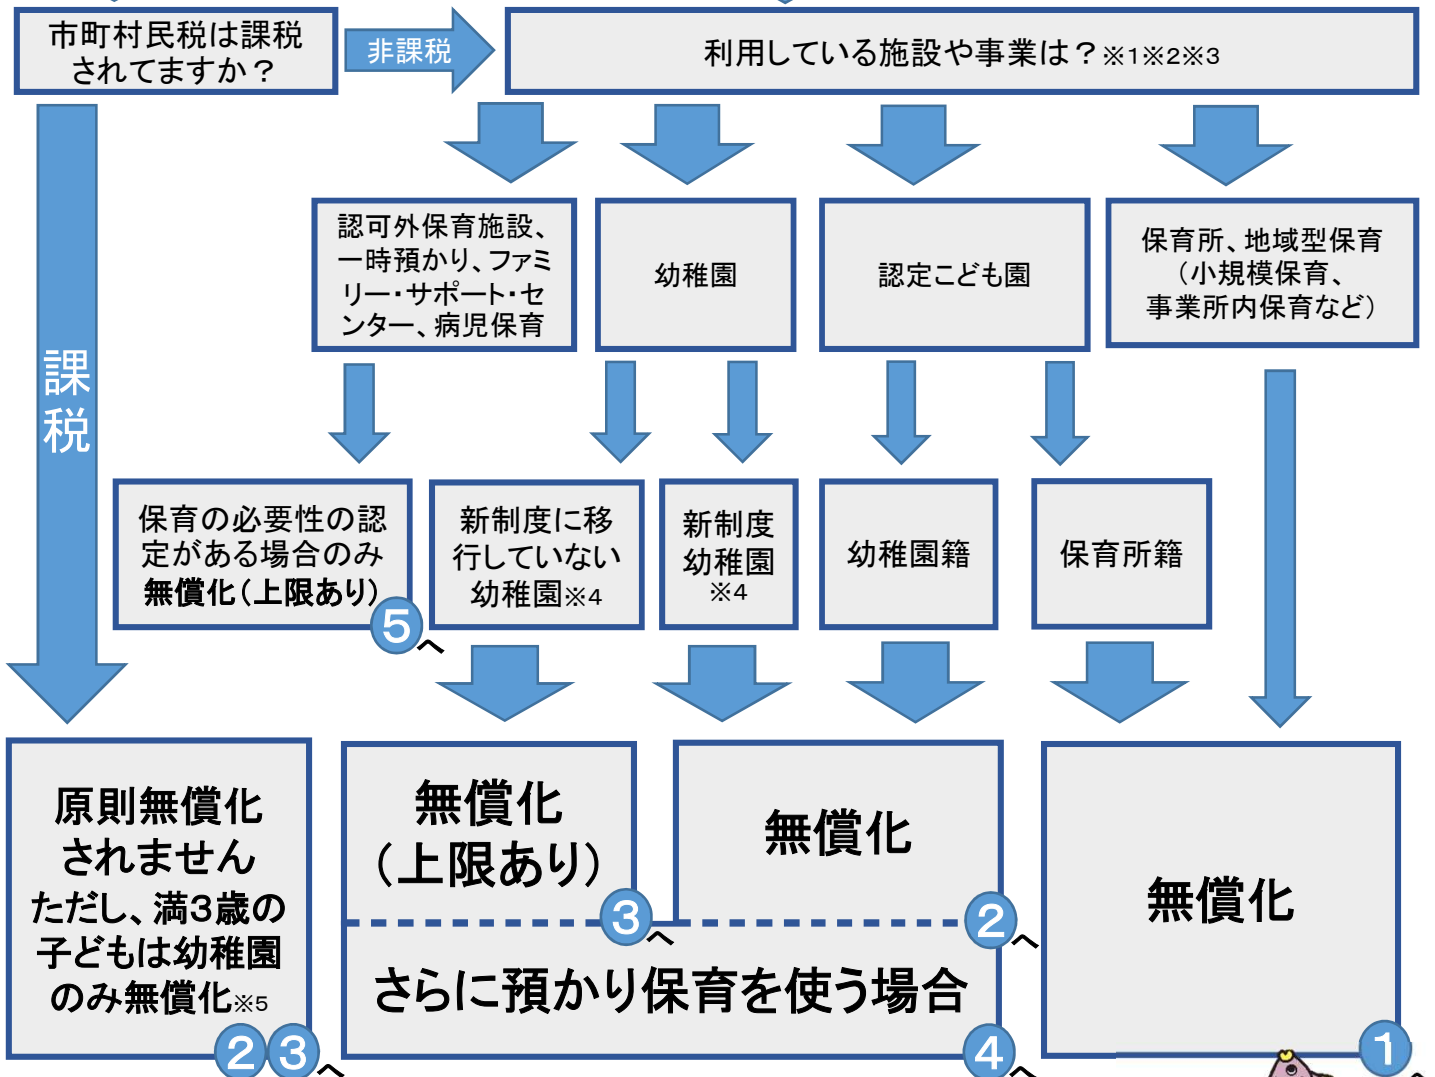 市町村民税は課税
されてますか？
非課税
利用している施設や事業は？※1※2※3
認可外保育施設、
一時預かり、ファミ
リー・サポート・セ
ンター、病児保育
幼稚園
認定こども園
保育所、地域型保育
（小規模保育、
事業所内保育など）
課税
保育の必要性の認
定がある場合のみ
無償化（上限あり）
⑤へ
新制度に移
行していない
幼稚園※4
新制度
幼稚園
※4
幼稚園籍
保育所籍
原則無償化
されません
ただし、満３歳の
子どもは幼稚園
のみ無償化※5
②③へ
無償化
（上限あり）
③へ
無償化
②へ
さらに預かり保育を使う場合
④へ
無償化
①へ